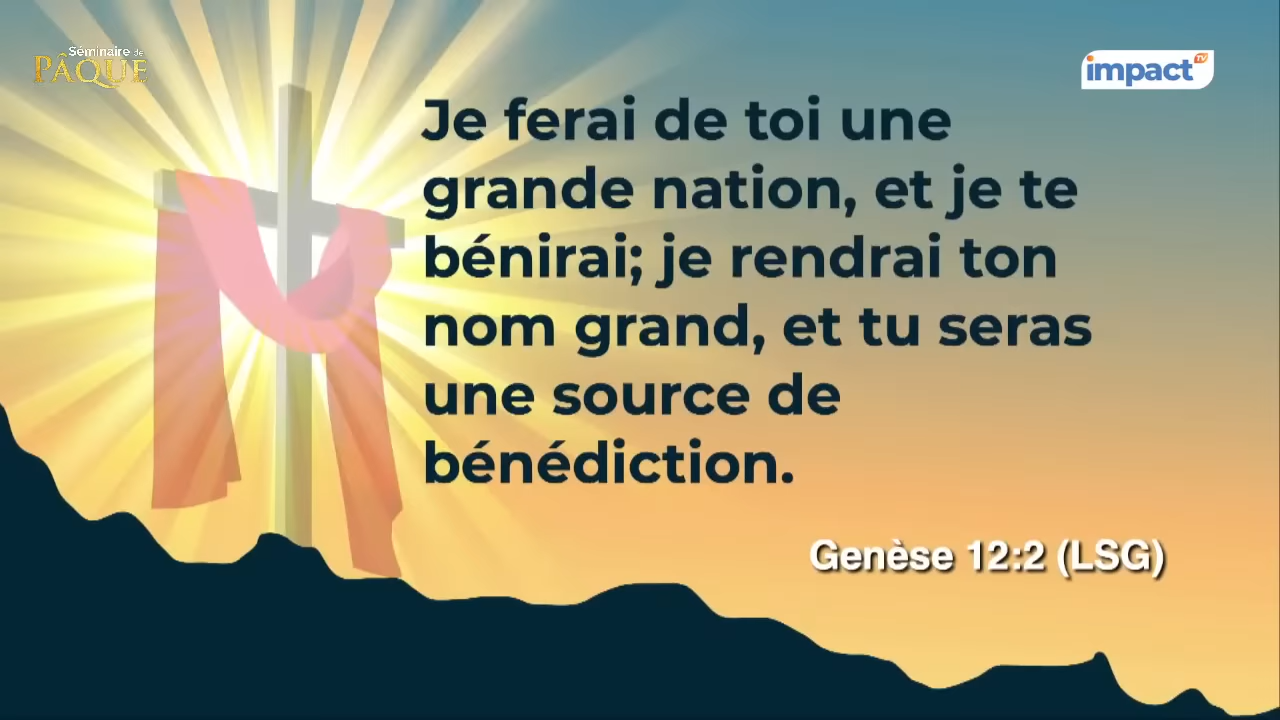 Séminaire de
PÂQUE
impact TV
Je ferai de toi une
grande nation, et je te
bénirai; je rendrai ton
nom grand, et tu seras
une source de
bénédiction.
Genèse 12:2 (LSG)